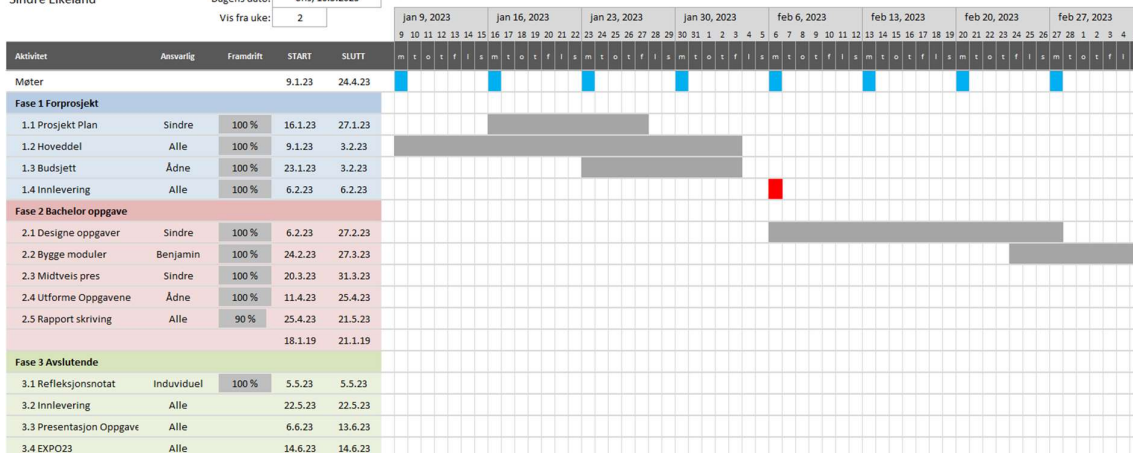 Sindre Eikeland
Vis fra uke: 2
jan 9, 2023 jan 16, 2023 jan 23, 2023 jan 30, 2023 feb 6, 2023 feb 13, 2023 feb 20, 2023 feb 27, 2023
9 10 11 12 13 14 15 16 17 18 19 20 21 22 23 24 25 26 27 28 29 30 31 1 2 3 4 5 6 7 8 9 10 11 12 13 14 15 16 17 18 19 20 21 22 23 24 25 26 27 28 1 2 3 4
Aktivitet Ansvarlig Framdrift START SLUTT m t o t f l s m t o t f l s m t o t f l s m t o t f l s m t o t f l s m t o t f l s m t o t f l s m t o t f l
Møter 9.1.23 24.4.23
Fase 1 Forprosjekt
1.1 Prosjekt Plan Sindre 100 % 16.1.23 27.1.23
1.2 Hoveddel Alle 100 % 9.1.23 3.2.23
1.3 Budsjett Ådne 100 % 23.1.23 3.2.23
1.4 Innlevering Alle 100 % 6.2.23 6.2.23
Fase 2 Bachelor oppgave
2.1 Designe oppgaver Sindre 100 % 6.2.23 27.2.23
2.2 Bygge moduler Benjamin 100 % 24.2.23 27.3.23
2.3 Midtveis pres Sindre 100 % 20.3.23 31.3.23
2.4 Utforme Oppgavene Ådne 100 % 11.4.23 25.4.23
2.5 Rapport skriving Alle 90 % 25.4.23 21.5.23
18.1.19 21.1.19
Fase 3 Avslutende
3.1 Refleksjonsnotat Induviduel 100 % 5.5.23 5.5.23
3.2 Innlevering Alle 22.5.23 22.5.23
3.3 Presentasjon Oppgave Alle 6.6.23 13.6.23
3.4 EXPO23 Alle 14.6.23 14.6.23